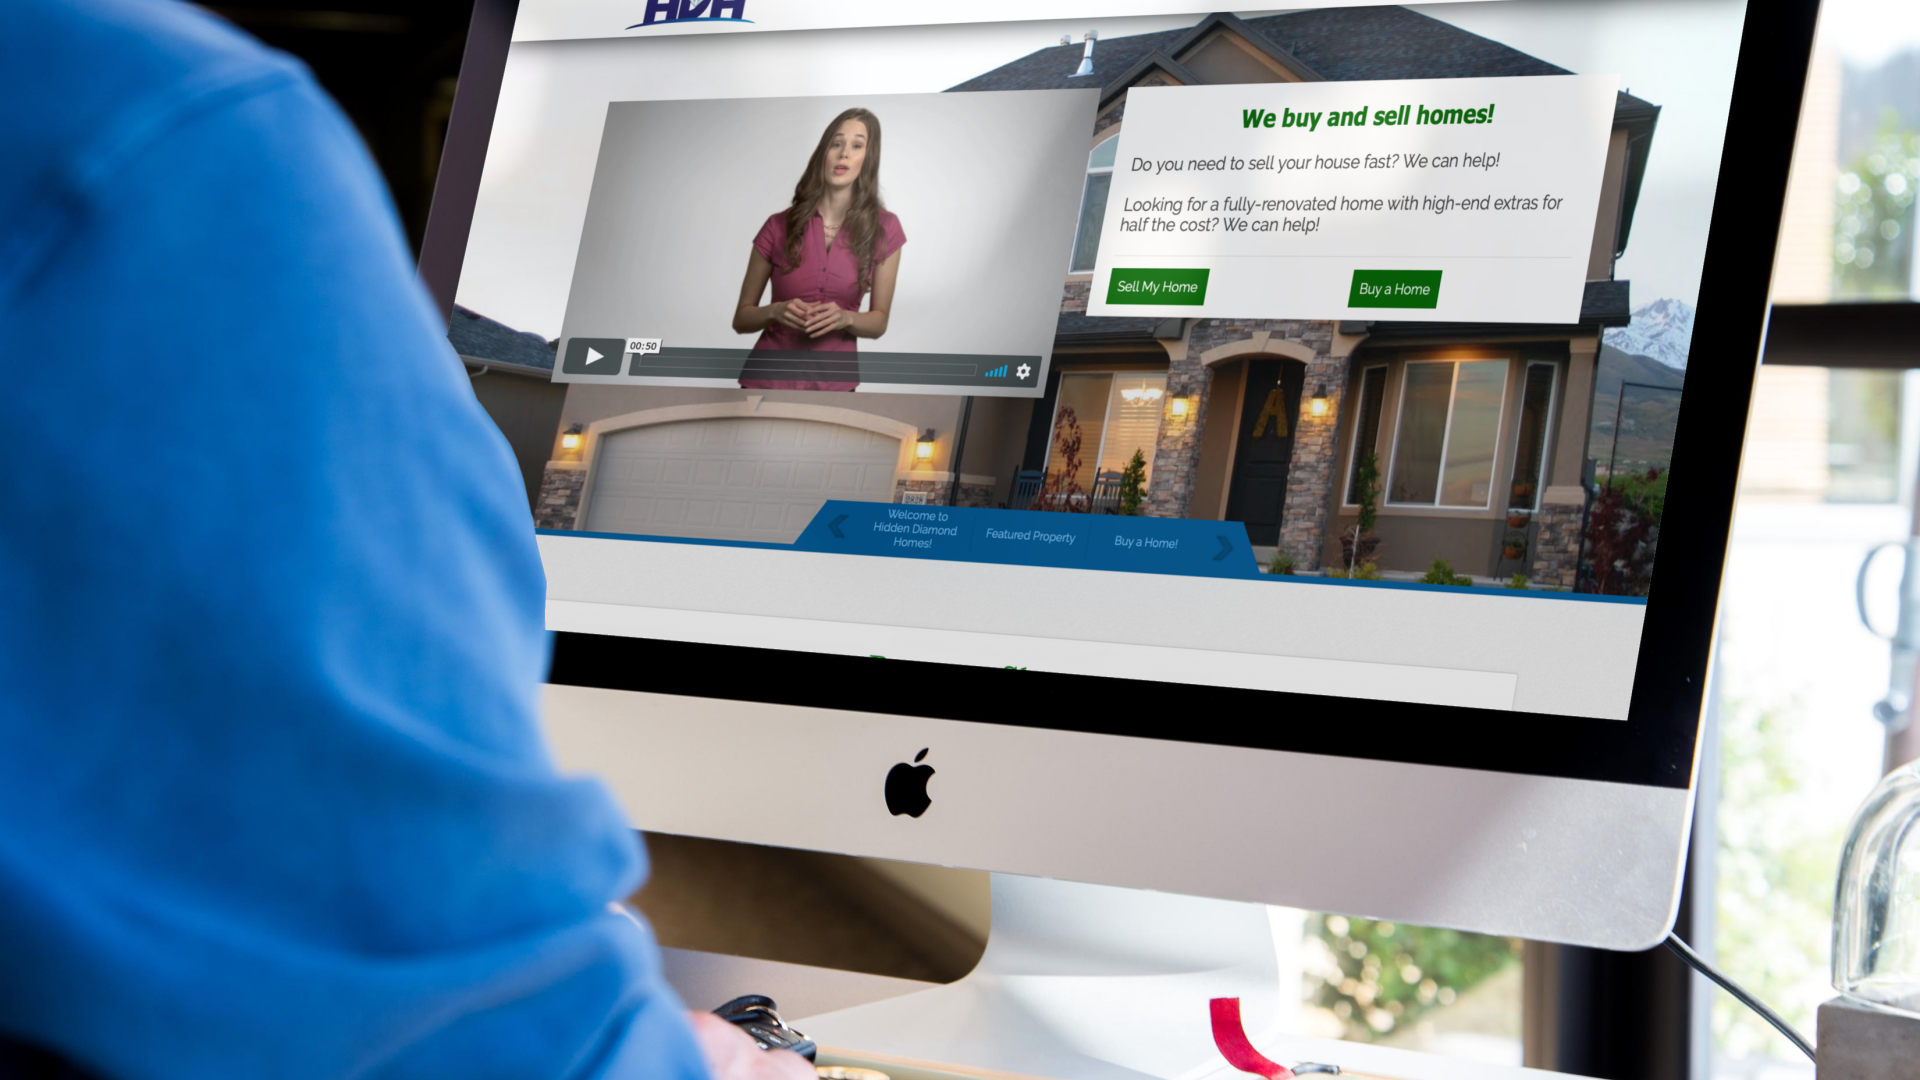 HDH
We buy and sell homes!
Do you need to sell your house fast? We can help!
Looking for a fully-renovated home with high-end extras for
half the cost? We can help!
Sell My Home
Buy a Home
00:50
A
Welcome to
Hidden Diamond
Homes!
Featured Property
Buy a Home!